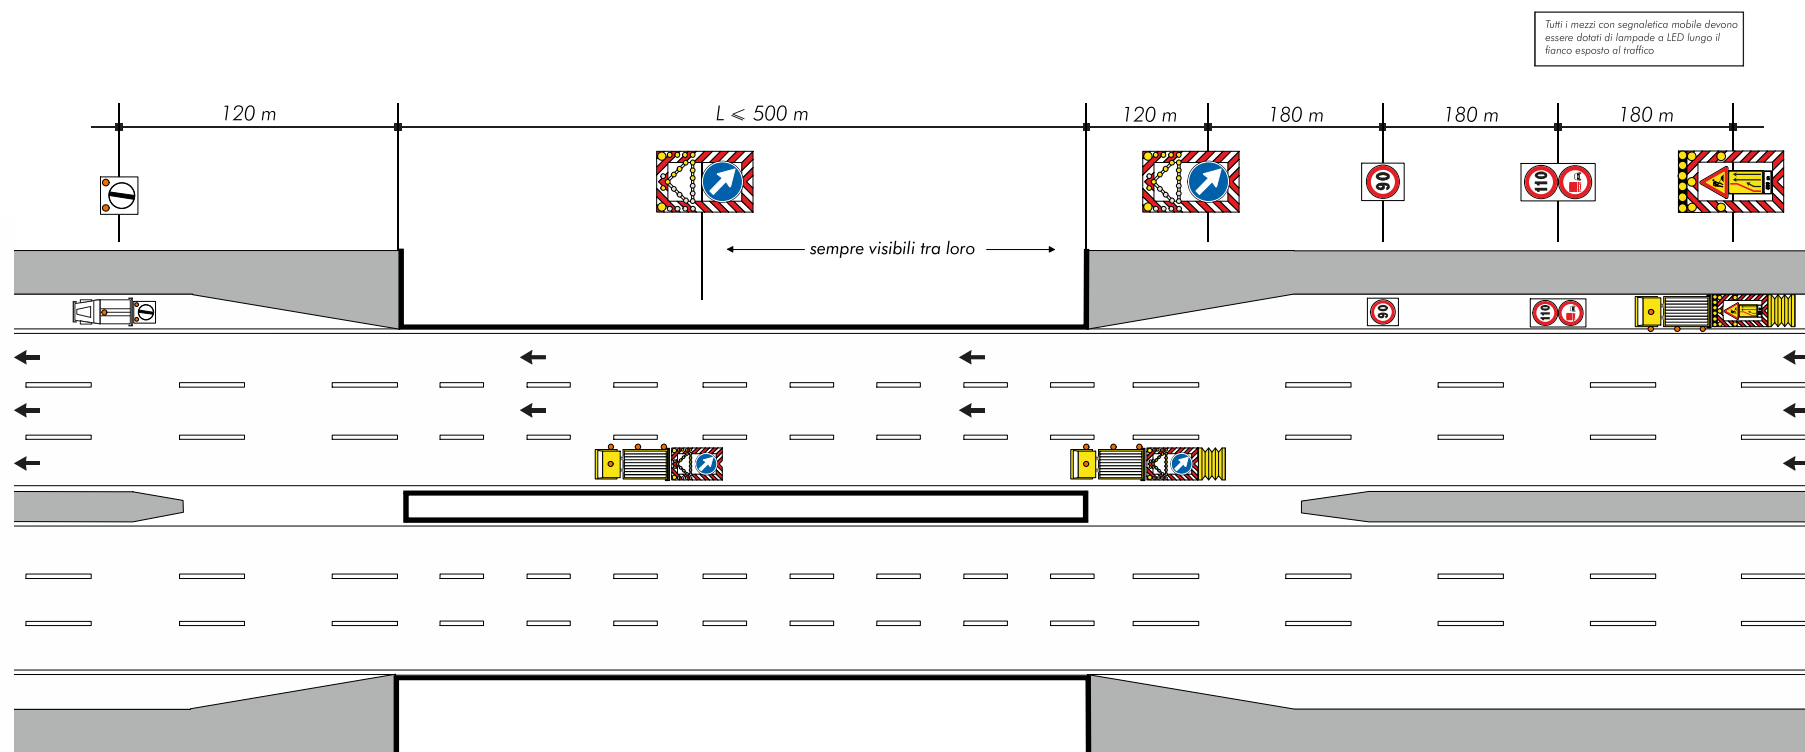 Tutti i mezzi con segnaletica mobile devono
essere dotati di lampade a LED lungo il
fianco esposto al traffico
120 m
L ⩽ 500 m
120 m
180 m
180 m
180 m
90
110
sempre visibili tra loro
90
110